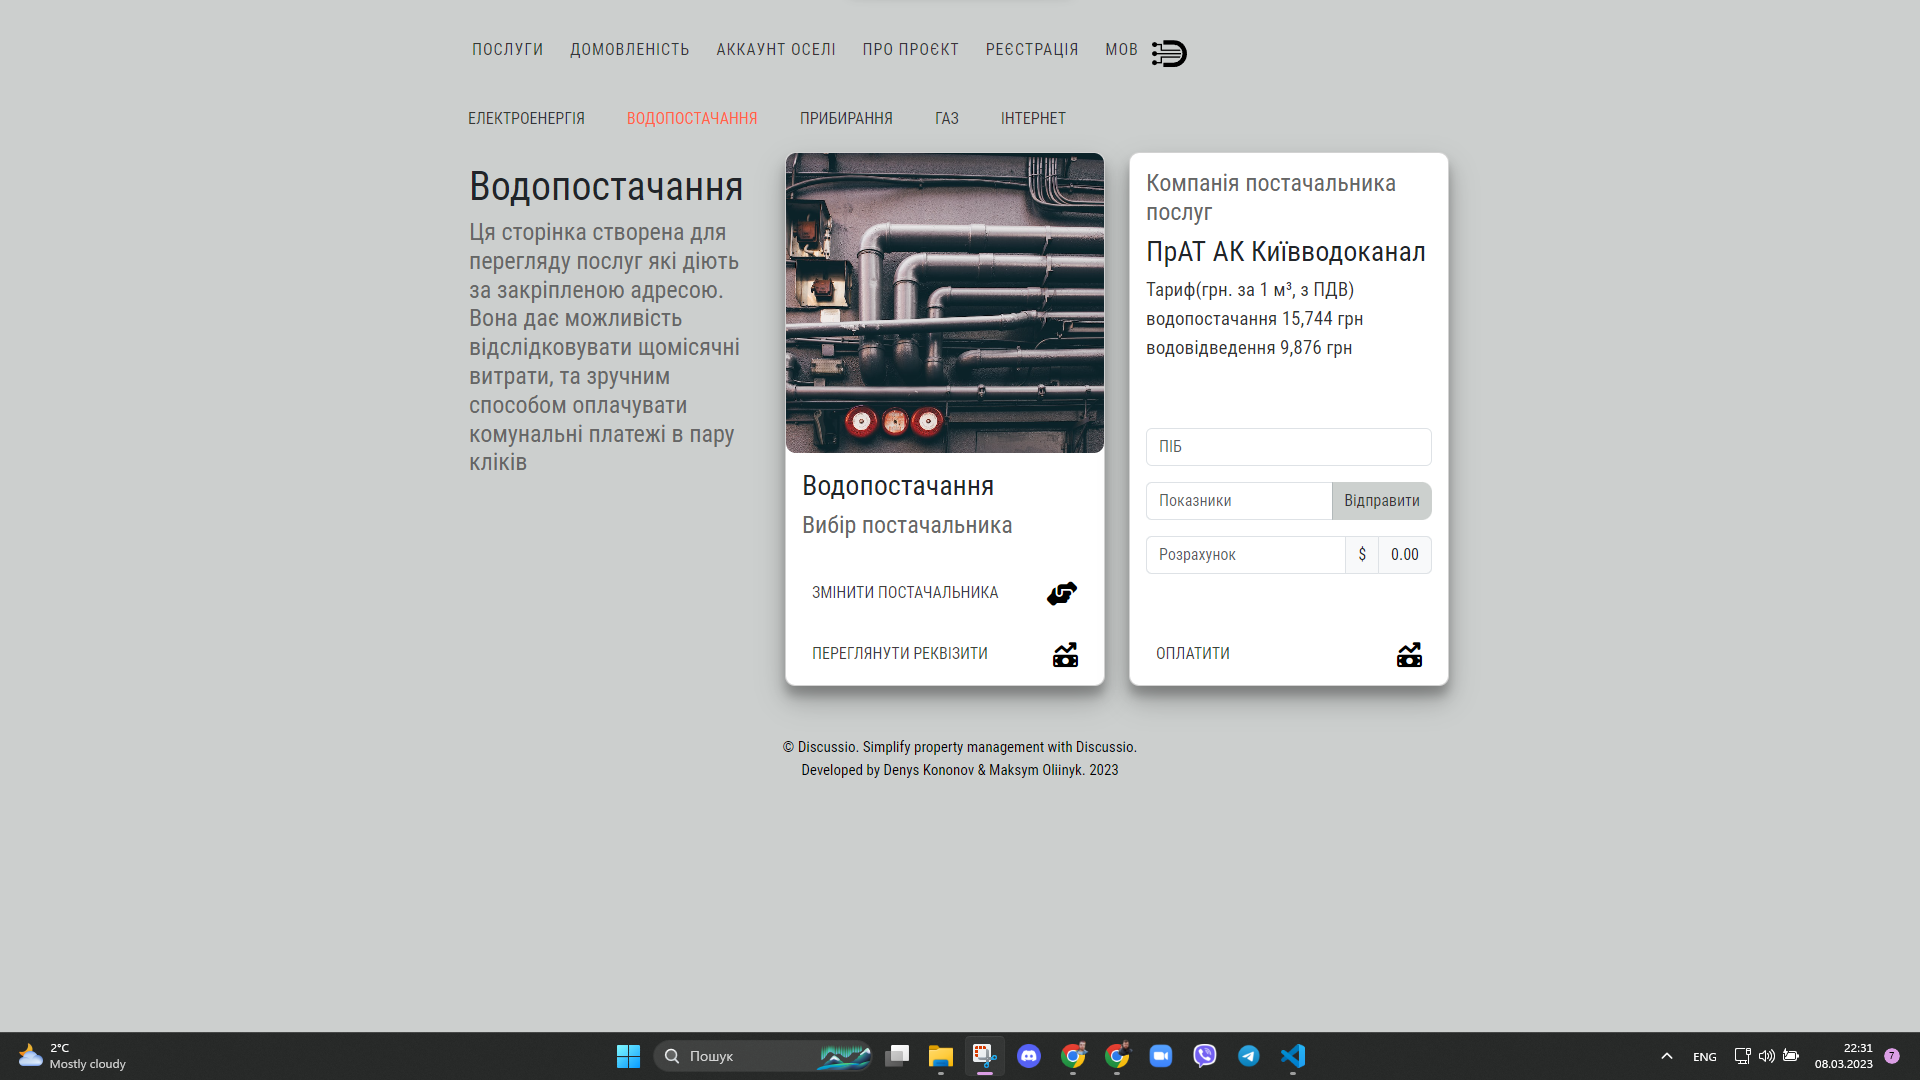 ПОСЛУГИ ДОМОВЛЕНІСТЬ АККАУНТ ОСЕЛІ ПРО ПРОЄКТ РЕЄСТРАЦІЯ МОВ
ЕЛЕКТРОЕНЕРГІЯ ВОДОПОСТАЧАННЯ ПРИБИРАННЯ ГАЗ ІНТЕРНЕТ
Водопостачання
Ця сторінка створена для
перегляду послуг які діють
за закріпленою адресою.
Вона дає можливість
відслідковувати щомісячні
витрати, та зручним
способом оплачувати
комунальні платежі в пару
кліків
Водопостачання
Вибір постачальника
ЗМІНИТИ ПОСТАЧАЛЬНИКА
ПЕРЕГЛЯНУТИ РЕКВІЗИТИ
Компанія постачальника
послуг
ПрАТ АК Київводоканал
Тариф(грн. за 1 м³, з ПДВ)
водопостачання 15,744 грн
водовідведення 9,876 грн
ПІБ
Показники Відправити
Розрахунок $ 0.00
ОПЛАТИТИ
© Discussio. Simplify property management with Discussio.
Developed by Denys Kononov & Maksym Oliinyk. 2023
2°C
Mostly cloudy
Пошук
ENG
22:31
08.03.2023
7